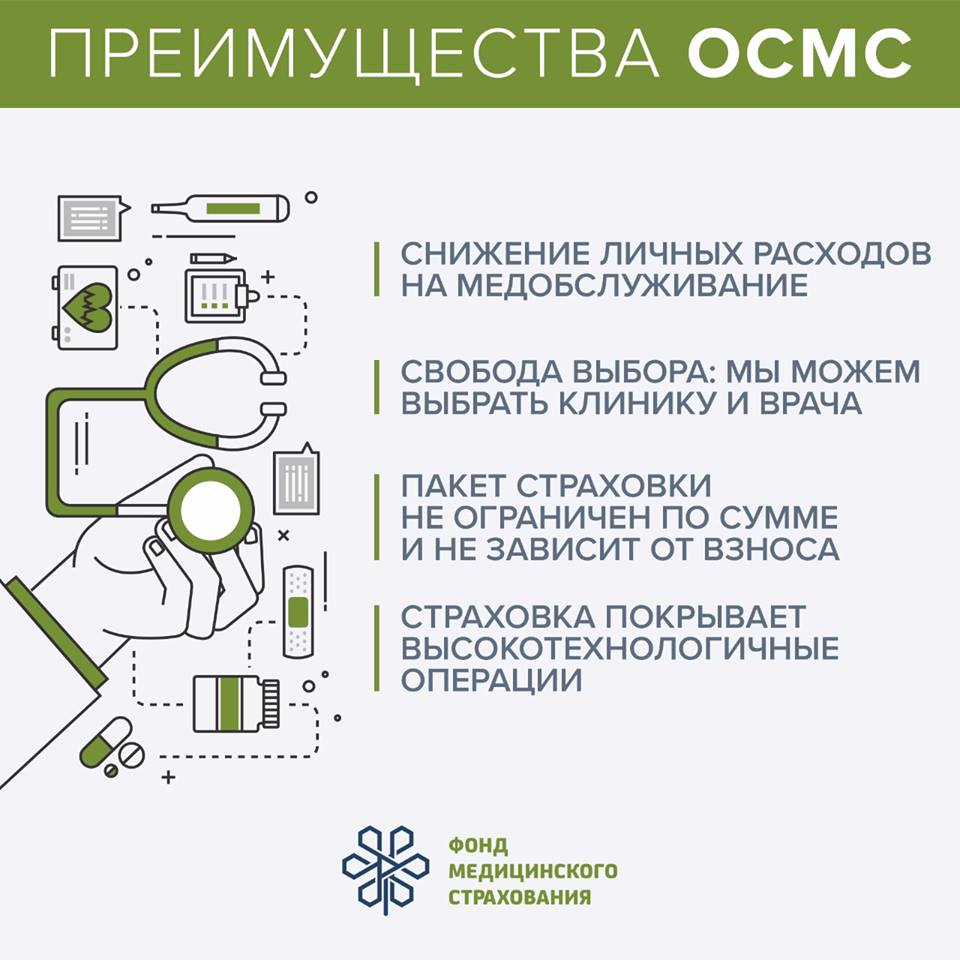 ПРЕИМУЩЕСТВА ОСМС
СНИЖЕНИЕ ЛИЧНЫХ РАСХОДОВ
НА МЕДОБСЛУЖИВАНИЕ
СВОБОДА ВЫБОРА: МЫ МОЖЕМ
ВЫБРАТЬ КЛИНИКУ И ВРАЧА
ПАКЕТ СТРАХОВКИ
НЕ ОГРАНИЧЕН ПО СУММЕ
И НЕ ЗАВИСИТ ОТ ВЗНОСА
СТРАХОВКА ПОКРЫВАЕТ
ВЫСОКОТЕХНОЛОГИЧНЫЕ
ОПЕРАЦИИ
ФОНД
МЕДИЦИНСКОГО
СТРАХОВАНИЯ